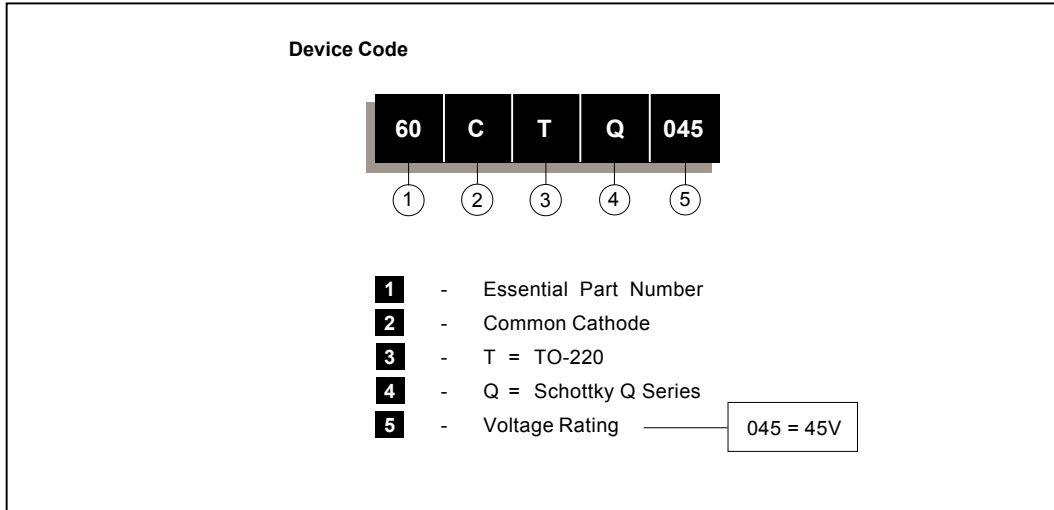 Device Code
60 C T Q 045
1 2 3 4 5
1 - Essential Part Number
2 - Common Cathode
3 - T = TO-220
4 - Q = Schottky Q Series
5 - Voltage Rating 045 = 45V